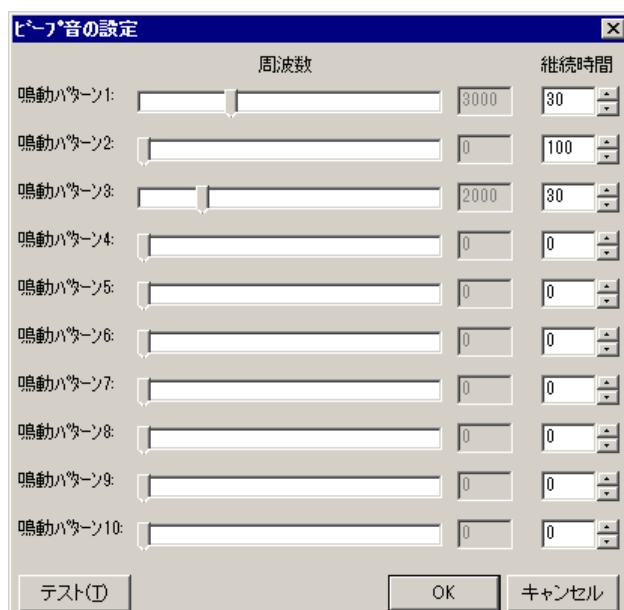 ﾋﾞｰﾌﾟ音の設定
周波数 継続時間
鳴動ﾊﾟﾀｰﾝ1: 3000 30
鳴動ﾊﾟﾀｰﾝ2: 0 100
鳴動ﾊﾟﾀｰﾝ3: 2000 30
鳴動ﾊﾟﾀｰﾝ4: 0 0
鳴動ﾊﾟﾀｰﾝ5: 0 0
鳴動ﾊﾟﾀｰﾝ6: 0 0
鳴動ﾊﾟﾀｰﾝ7: 0 0
鳴動ﾊﾟﾀｰﾝ8: 0 0
鳴動ﾊﾟﾀｰﾝ9: 0 0
鳴動ﾊﾟﾀｰﾝ10: 0 0
テスト(T) OK キャンセル